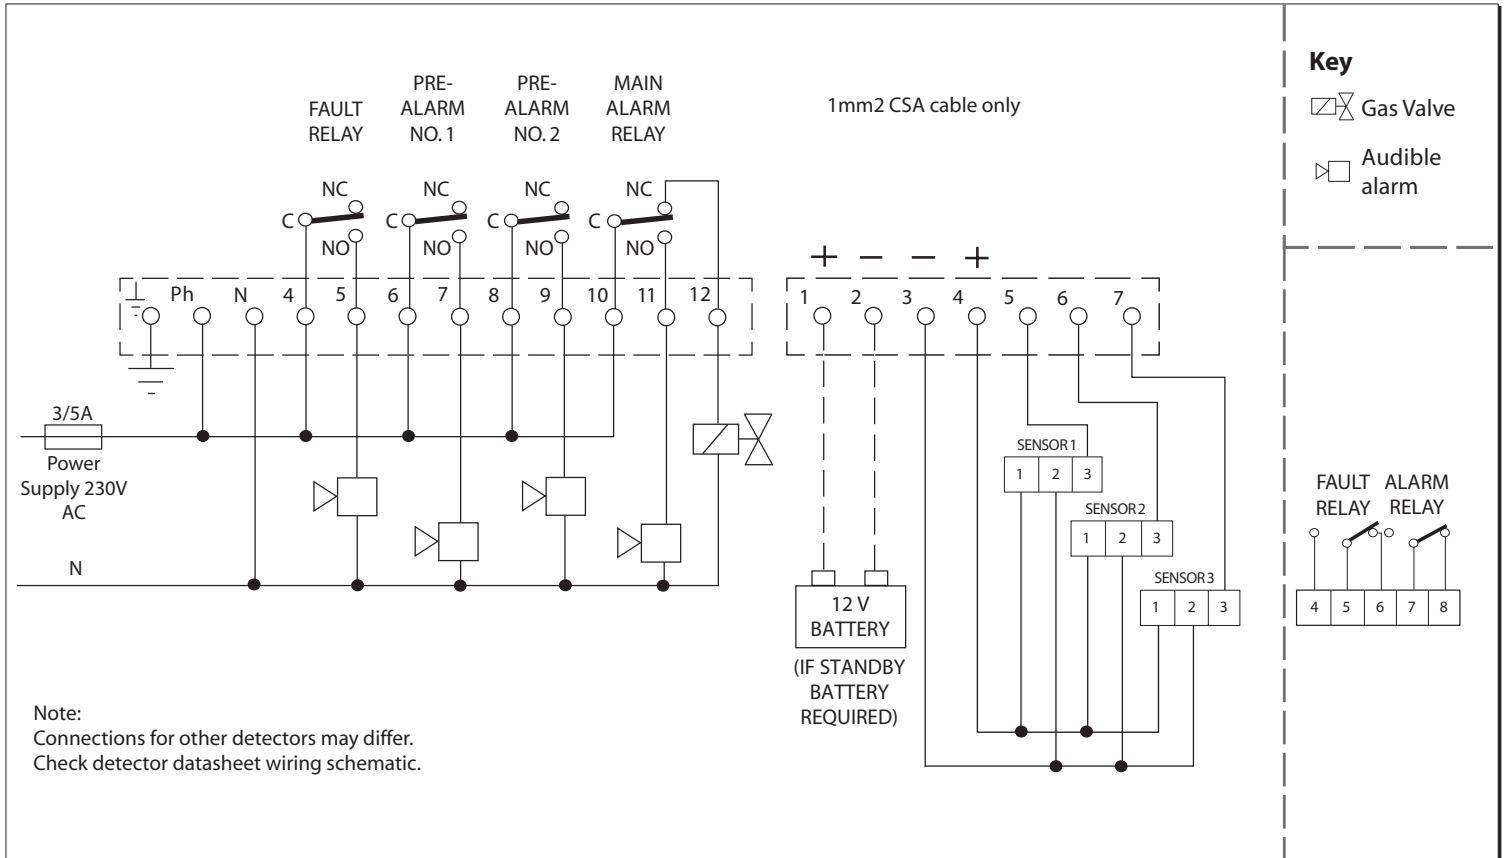 Key
Gas Valve
Audible
alarm
1mm2 CSA cable only
FAULT
RELAY
PRE-
ALARM
NO. 1
PRE-
ALARM
NO. 2
MAIN
ALARM
RELAY
NC
NC
NC
NC
C
C
C
C
NO
NO
NO
NO
Ph
N
4
5
6
7
8
9
10
11
12
+
−
−
+
1
2
3
4
5
6
7
3/5A
Power
Supply 230V
AC
N
SENSOR 1
1 2 3
SENSOR 2
1 2 3
SENSOR 3
1 2 3
12 V
BATTERY
(IF STANDBY
BATTERY
REQUIRED)
FAULT
RELAY
ALARM
RELAY
4 5 6 7 8
Note:
Connections for other detectors may differ.
Check detector datasheet wiring schematic.